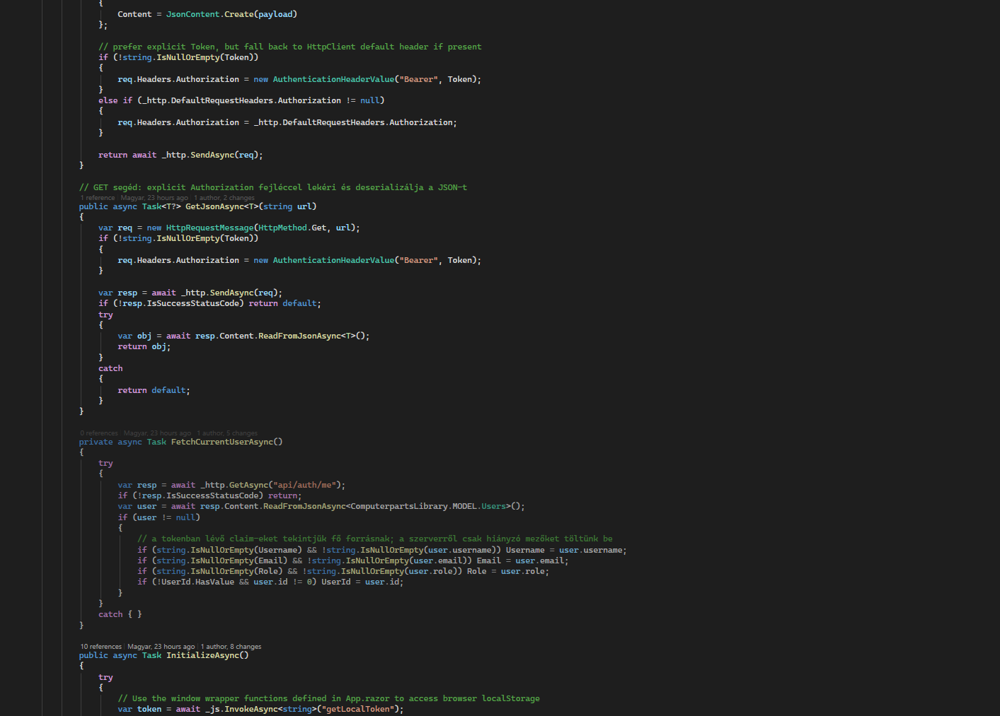 {
Content = JsonContent.Create(payload)
};
// prefer explicit Token, but fall back to HttpClient default header if present
if (!string.IsNullOrEmpty(Token))
{
req.Headers.Authorization = new AuthenticationHeaderValue("Bearer", Token);
}
else if (_http.DefaultRequestHeaders.Authorization != null)
{
req.Headers.Authorization = _http.DefaultRequestHeaders.Authorization;
}
return await _http.SendAsync(req);
}
// GET segéd: explicit Authorization fejléccel lekéri és deserializálja a JSON-t
1 reference | Magyar, 23 hours ago | 1 author, 2 changes
public async Task<T?> GetJsonAsync<T>(string url)
{
var req = new HttpRequestMessage(HttpMethod.Get, url);
if (!string.IsNullOrEmpty(Token))
{
req.Headers.Authorization = new AuthenticationHeaderValue("Bearer", Token);
}
var resp = await _http.SendAsync(req);
if (!resp.IsSuccessStatusCode) return default;
try
{
var obj = await resp.Content.ReadFromJsonAsync<T>();
return obj;
}
catch
{
return default;
}
}
0 references | Magyar, 23 hours ago | 1 author, 5 changes
private async Task FetchCurrentUserAsync()
{
try
{
var resp = await _http.GetAsync("api/auth/me");
if (!resp.IsSuccessStatusCode) return;
var user = await resp.Content.ReadFromJsonAsync<ComputerpartsLibrary.MODEL.Users>();
if (user != null)
{
// a tokenban lévő claim-eket tekintjük fő forrásnak; a szerverről csak hiányzó mezőket töltünk be
if (string.IsNullOrEmpty(Username) && !string.IsNullOrEmpty(user.username)) Username = user.username;
if (string.IsNullOrEmpty(Email) && !string.IsNullOrEmpty(user.email)) Email = user.email;
if (string.IsNullOrEmpty(Role) && !string.IsNullOrEmpty(user.role)) Role = user.role;
if (!UserId.HasValue && user.id != 0) UserId = user.id;
}
}
catch { }
}
10 references | Magyar, 23 hours ago | 1 author, 8 changes
public async Task InitializeAsync()
{
try
{
// Use the window wrapper functions defined in App.razor to access browser localStorage
var token = await _js.InvokeAsync<string>("getLocalToken");